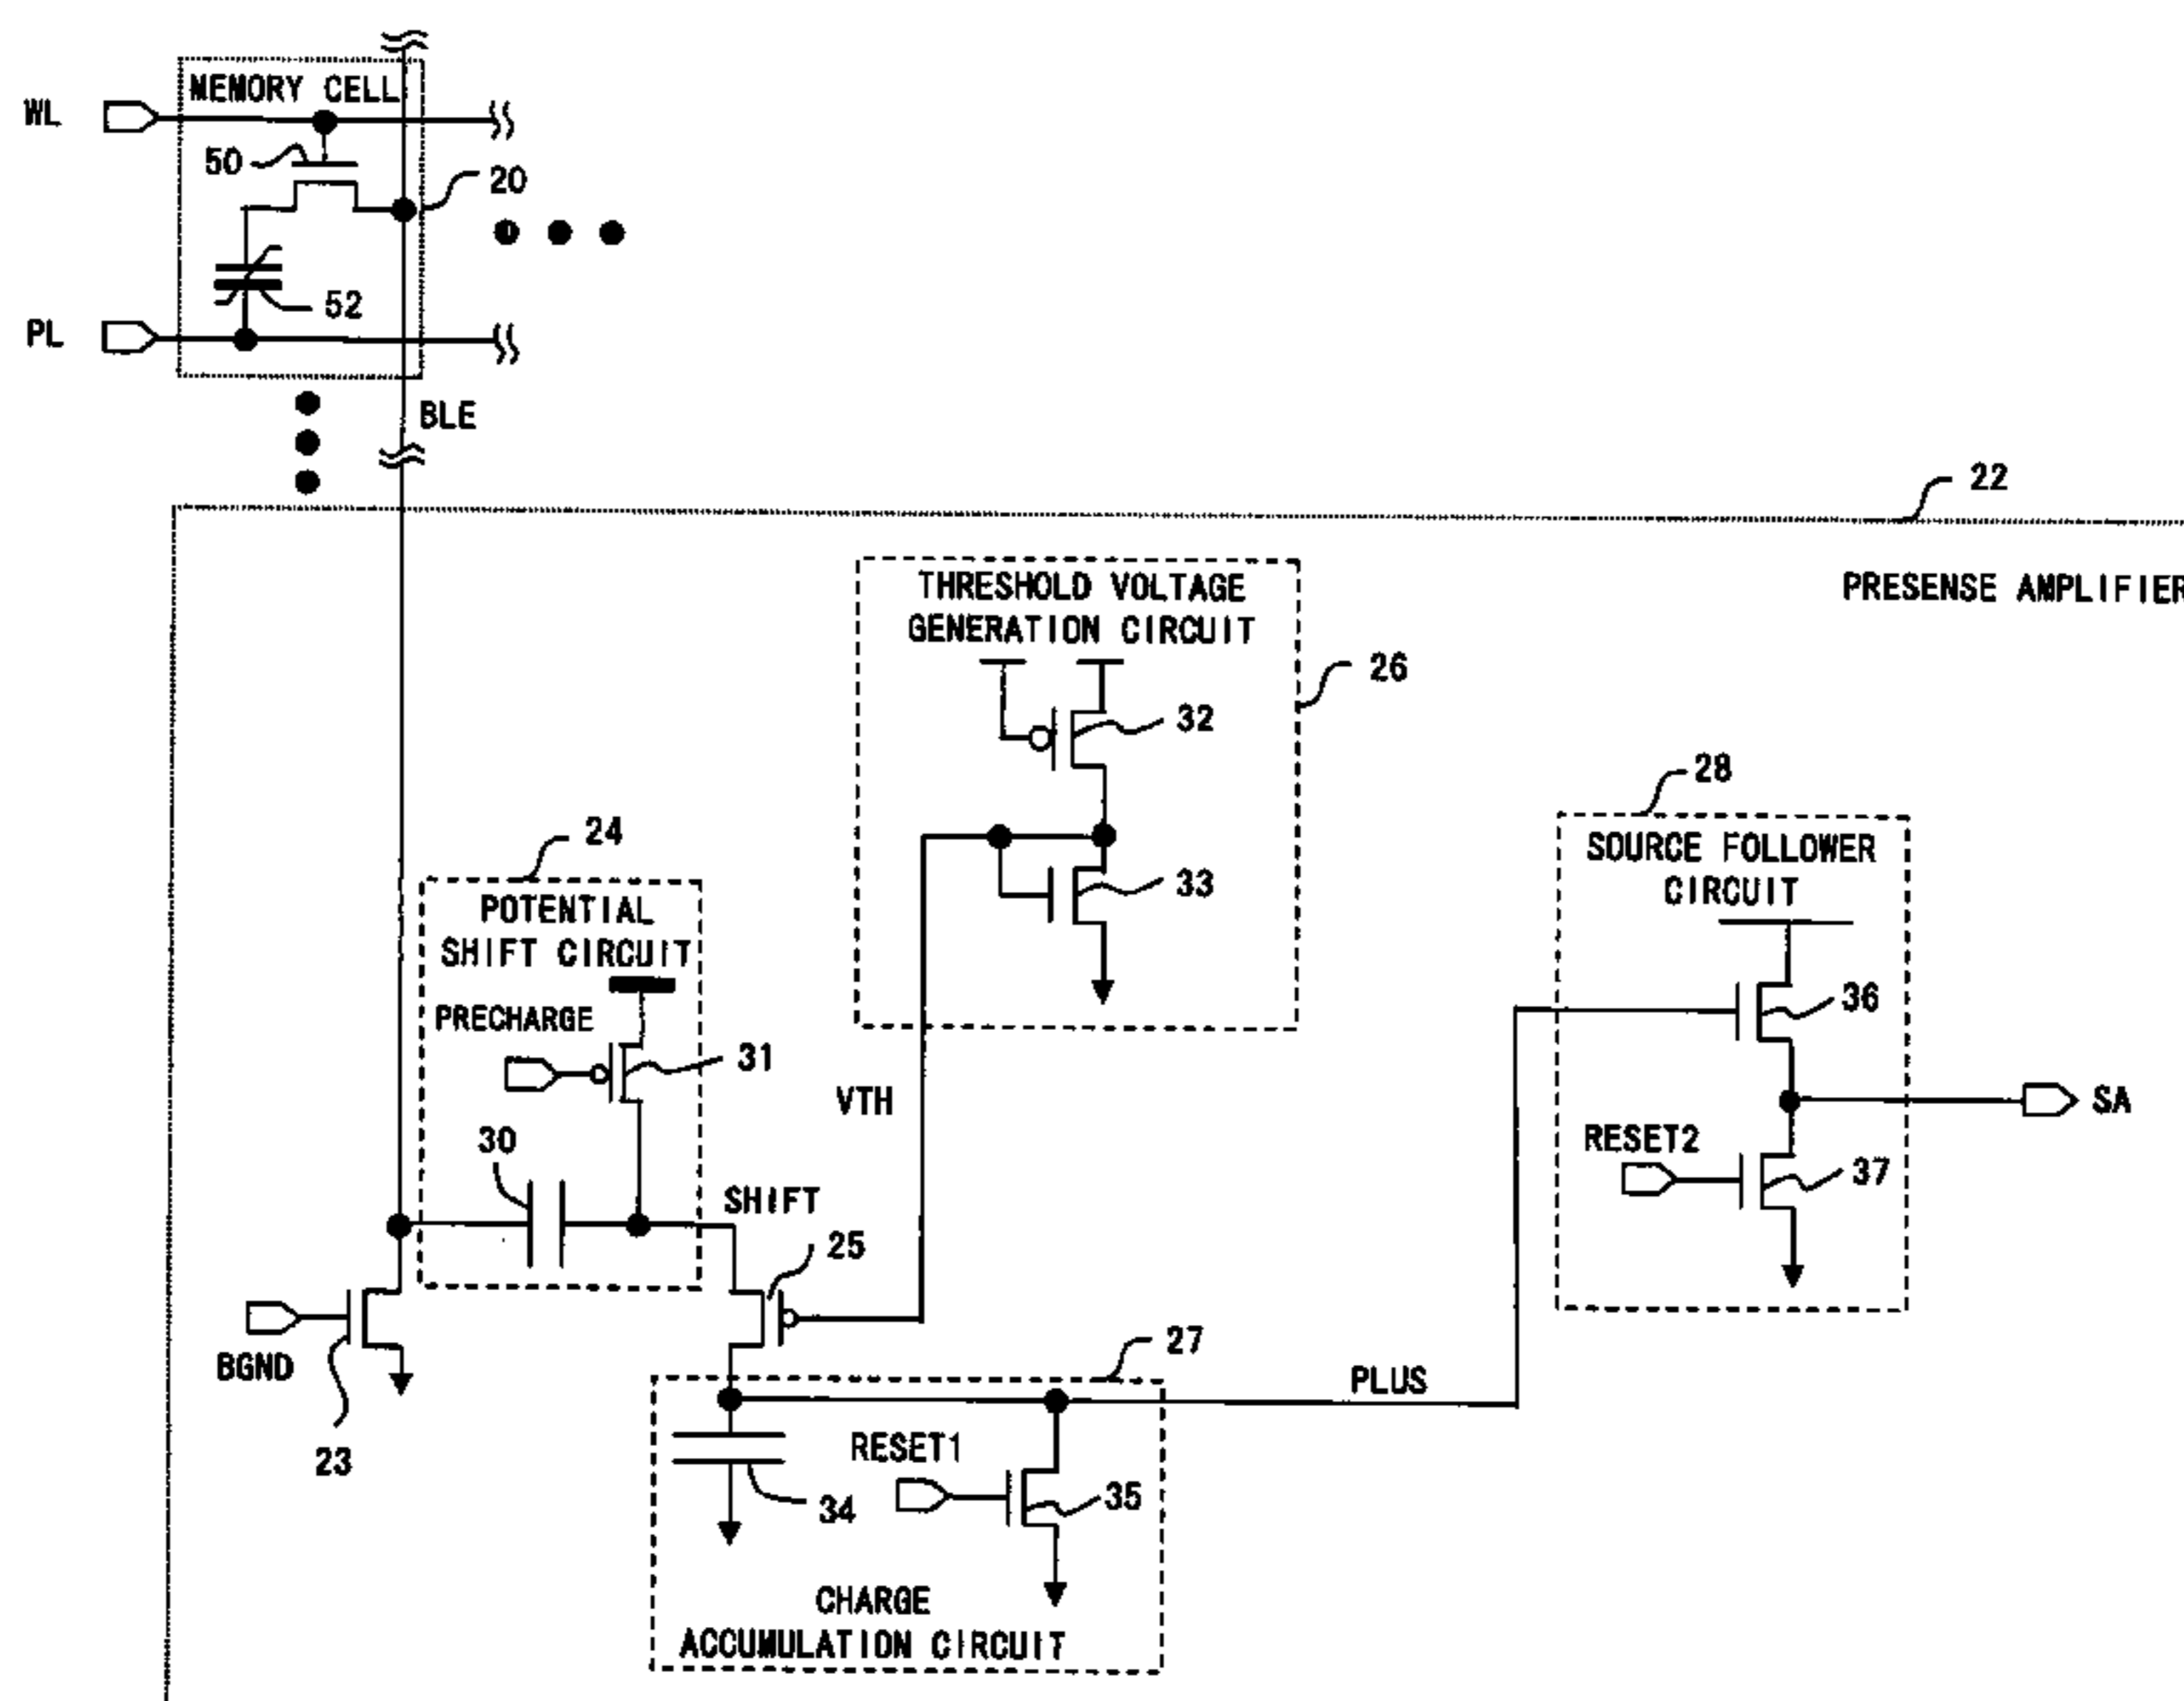 MEMORY CELL
WL
50
20
52
PL
BLE
22
PRESENSE AMPLIFIER
THRESHOLD VOLTAGE
GENERATION CIRCUIT
26
32
33
28
SOURCE FOLLOWER
CIRCUIT
24
POTENTIAL
SHIFT CIRCUIT
PRECHARGE
31
36
VTH
SA
30
RESET2
37
SHIFT
25
BGND
23
27
PLUS
RESET1
34
35
CHARGE
ACCUMULATION CIRCUIT